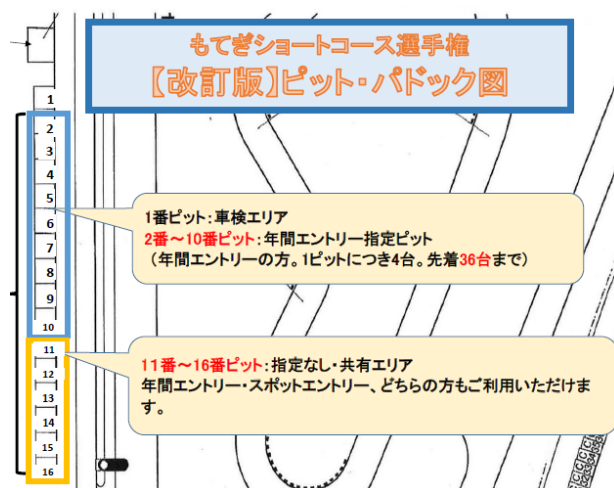 もてぎショートコース選手権
【改訂版】ピット・パドック図
1
2
3
4
5
6
7
8
9
10
11
12
13
14
15
16
1番ピット：車検エリア
2番～10番ピット：年間エントリー指定ピット
（年間エントリーの方。1ピットにつき4台。先着36台まで）
11番～16番ピット：指定なし・共有エリア
年間エントリー・スポットエントリー、どちらの方もご利用いただけま
す。